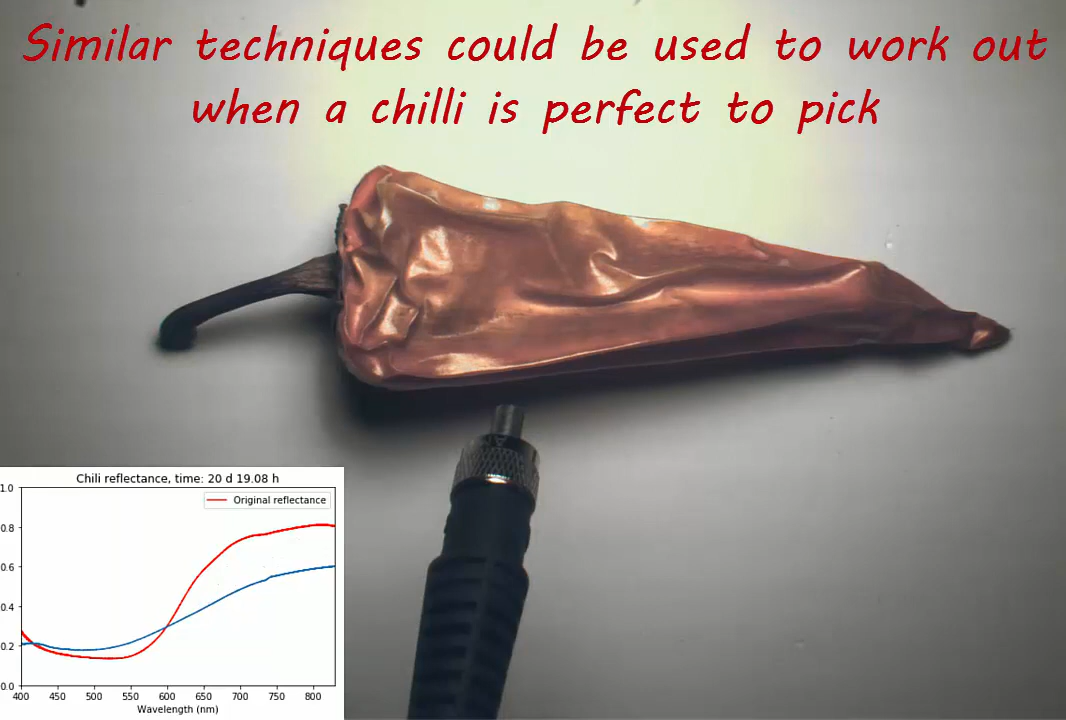 Similar techniques could be used to work out
when a chilli is perfect to pick
Chili reflectance, time: 20 d 19.08 h
Original reflectance
1.0
0.8
0.6
0.4
0.2
0.0
400 450 500 550 600 650 700 750 800
Wavelength (nm)